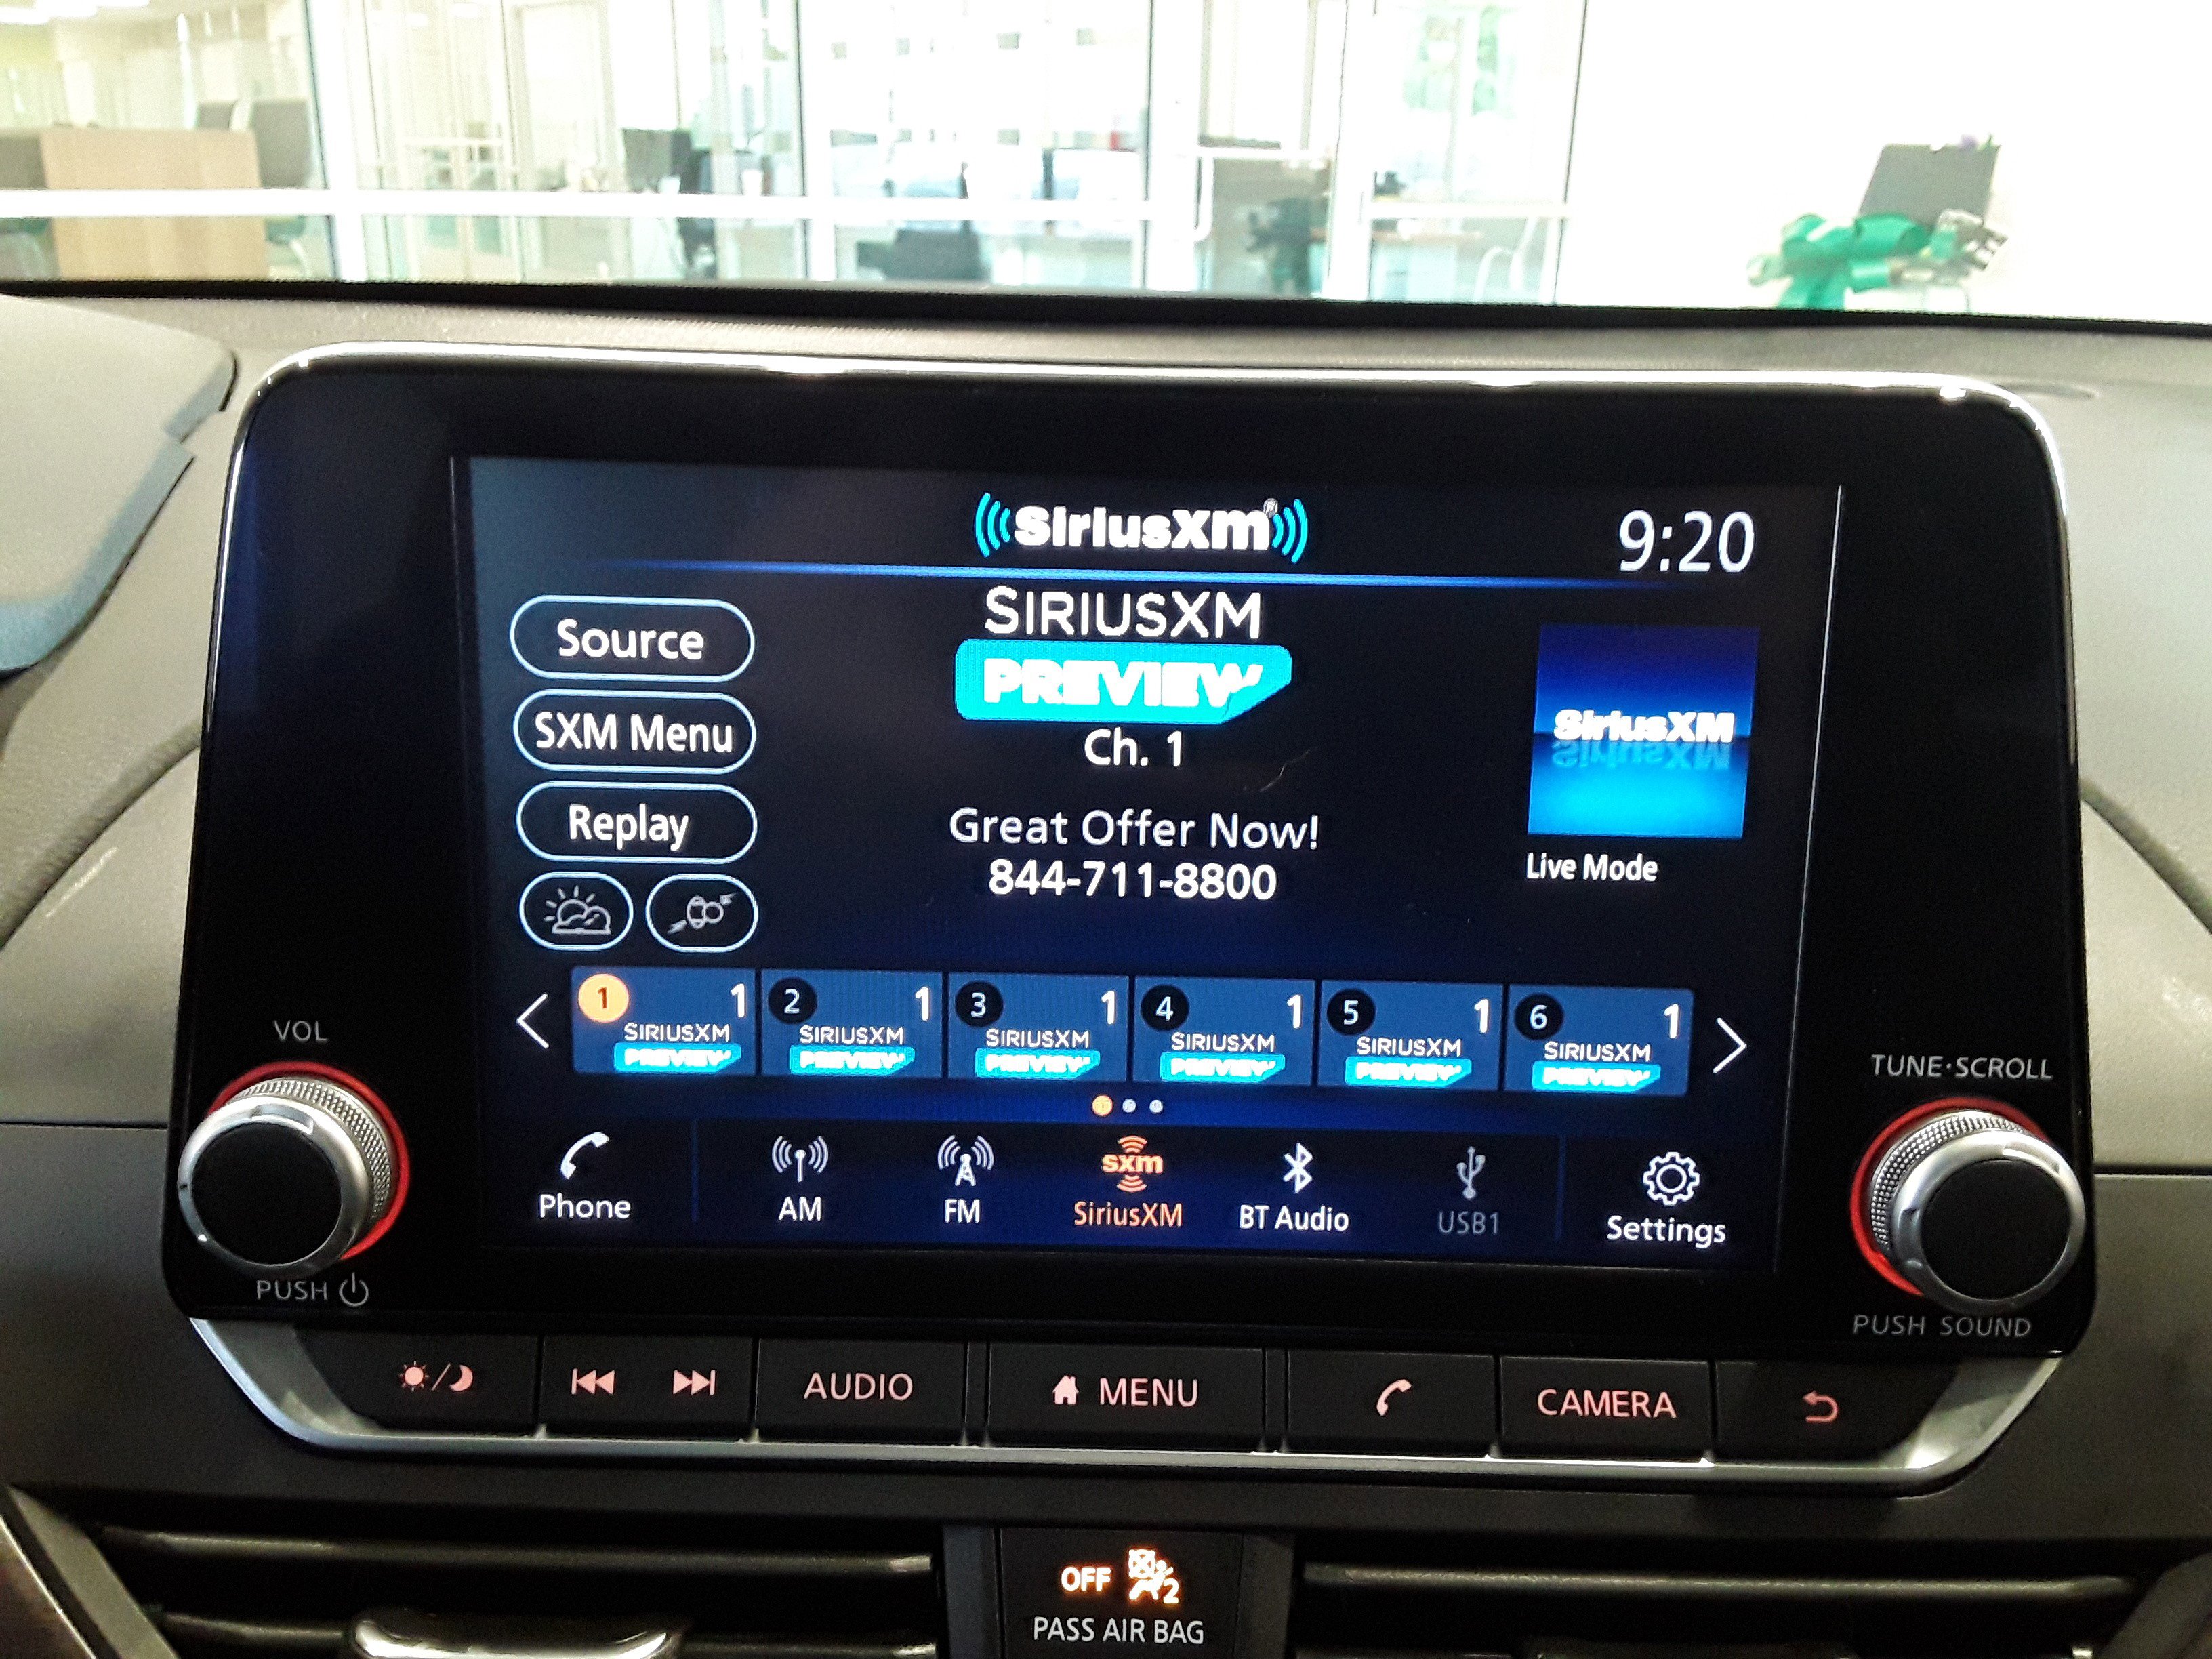 SiriusXM®
9:20
Source
SIRIUSXM
PREVIEW
SXM Menu
Ch. 1
SiriusXM
Replay
Great Offer Now!
844-711-8800
Live Mode
1 1 2 1 3 1 4 1 5 1 6 1
SIRIUSXM SIRIUSXM SIRIUSXM SIRIUSXM SIRIUSXM SIRIUSXM
PREVIEW PREVIEW PREVIEW PREVIEW PREVIEW PREVIEW
VOL
TUNE·SCROLL
sxm
Phone AM FM SiriusXM BT Audio USB1 Settings
PUSH
PUSH SOUND
AUDIO MENU CAMERA
OFF 2
PASS AIR BAG